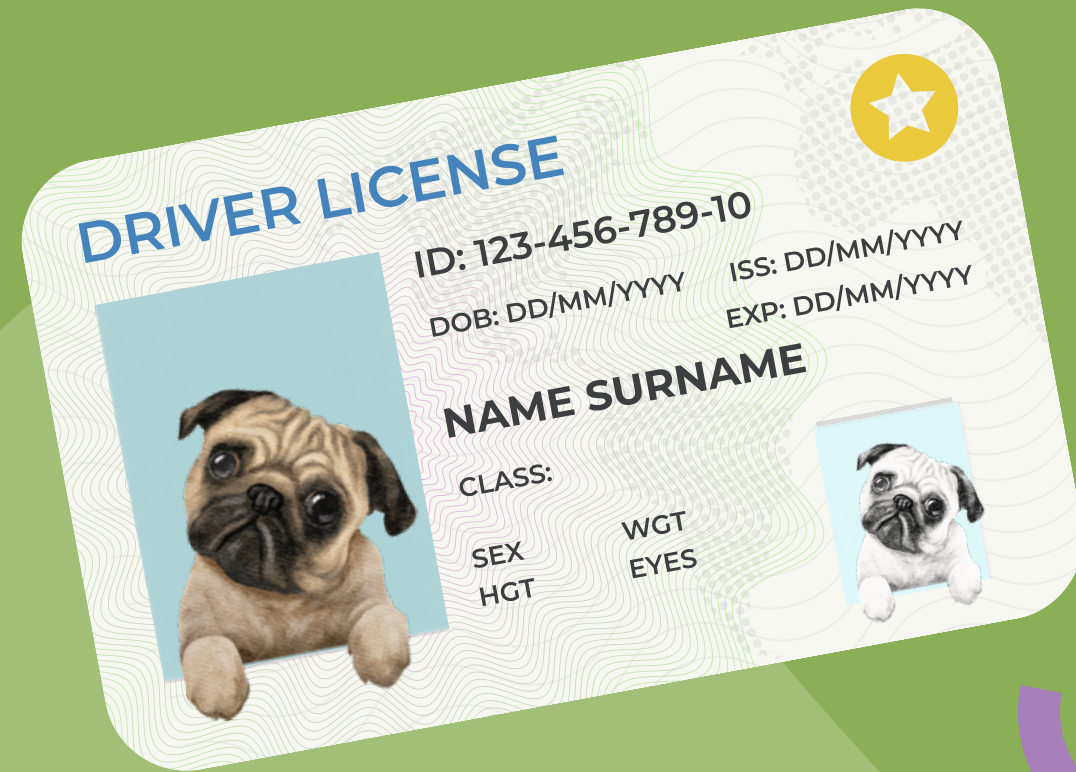 DRIVER LICENSE
ID: 123-456-789-10
DOB: DD/MM/YYYY
ISS: DD/MM/YYYY
EXP: DD/MM/YYYY
NAME SURNAME
CLASS:
SEX
WGT
HGT
EYES